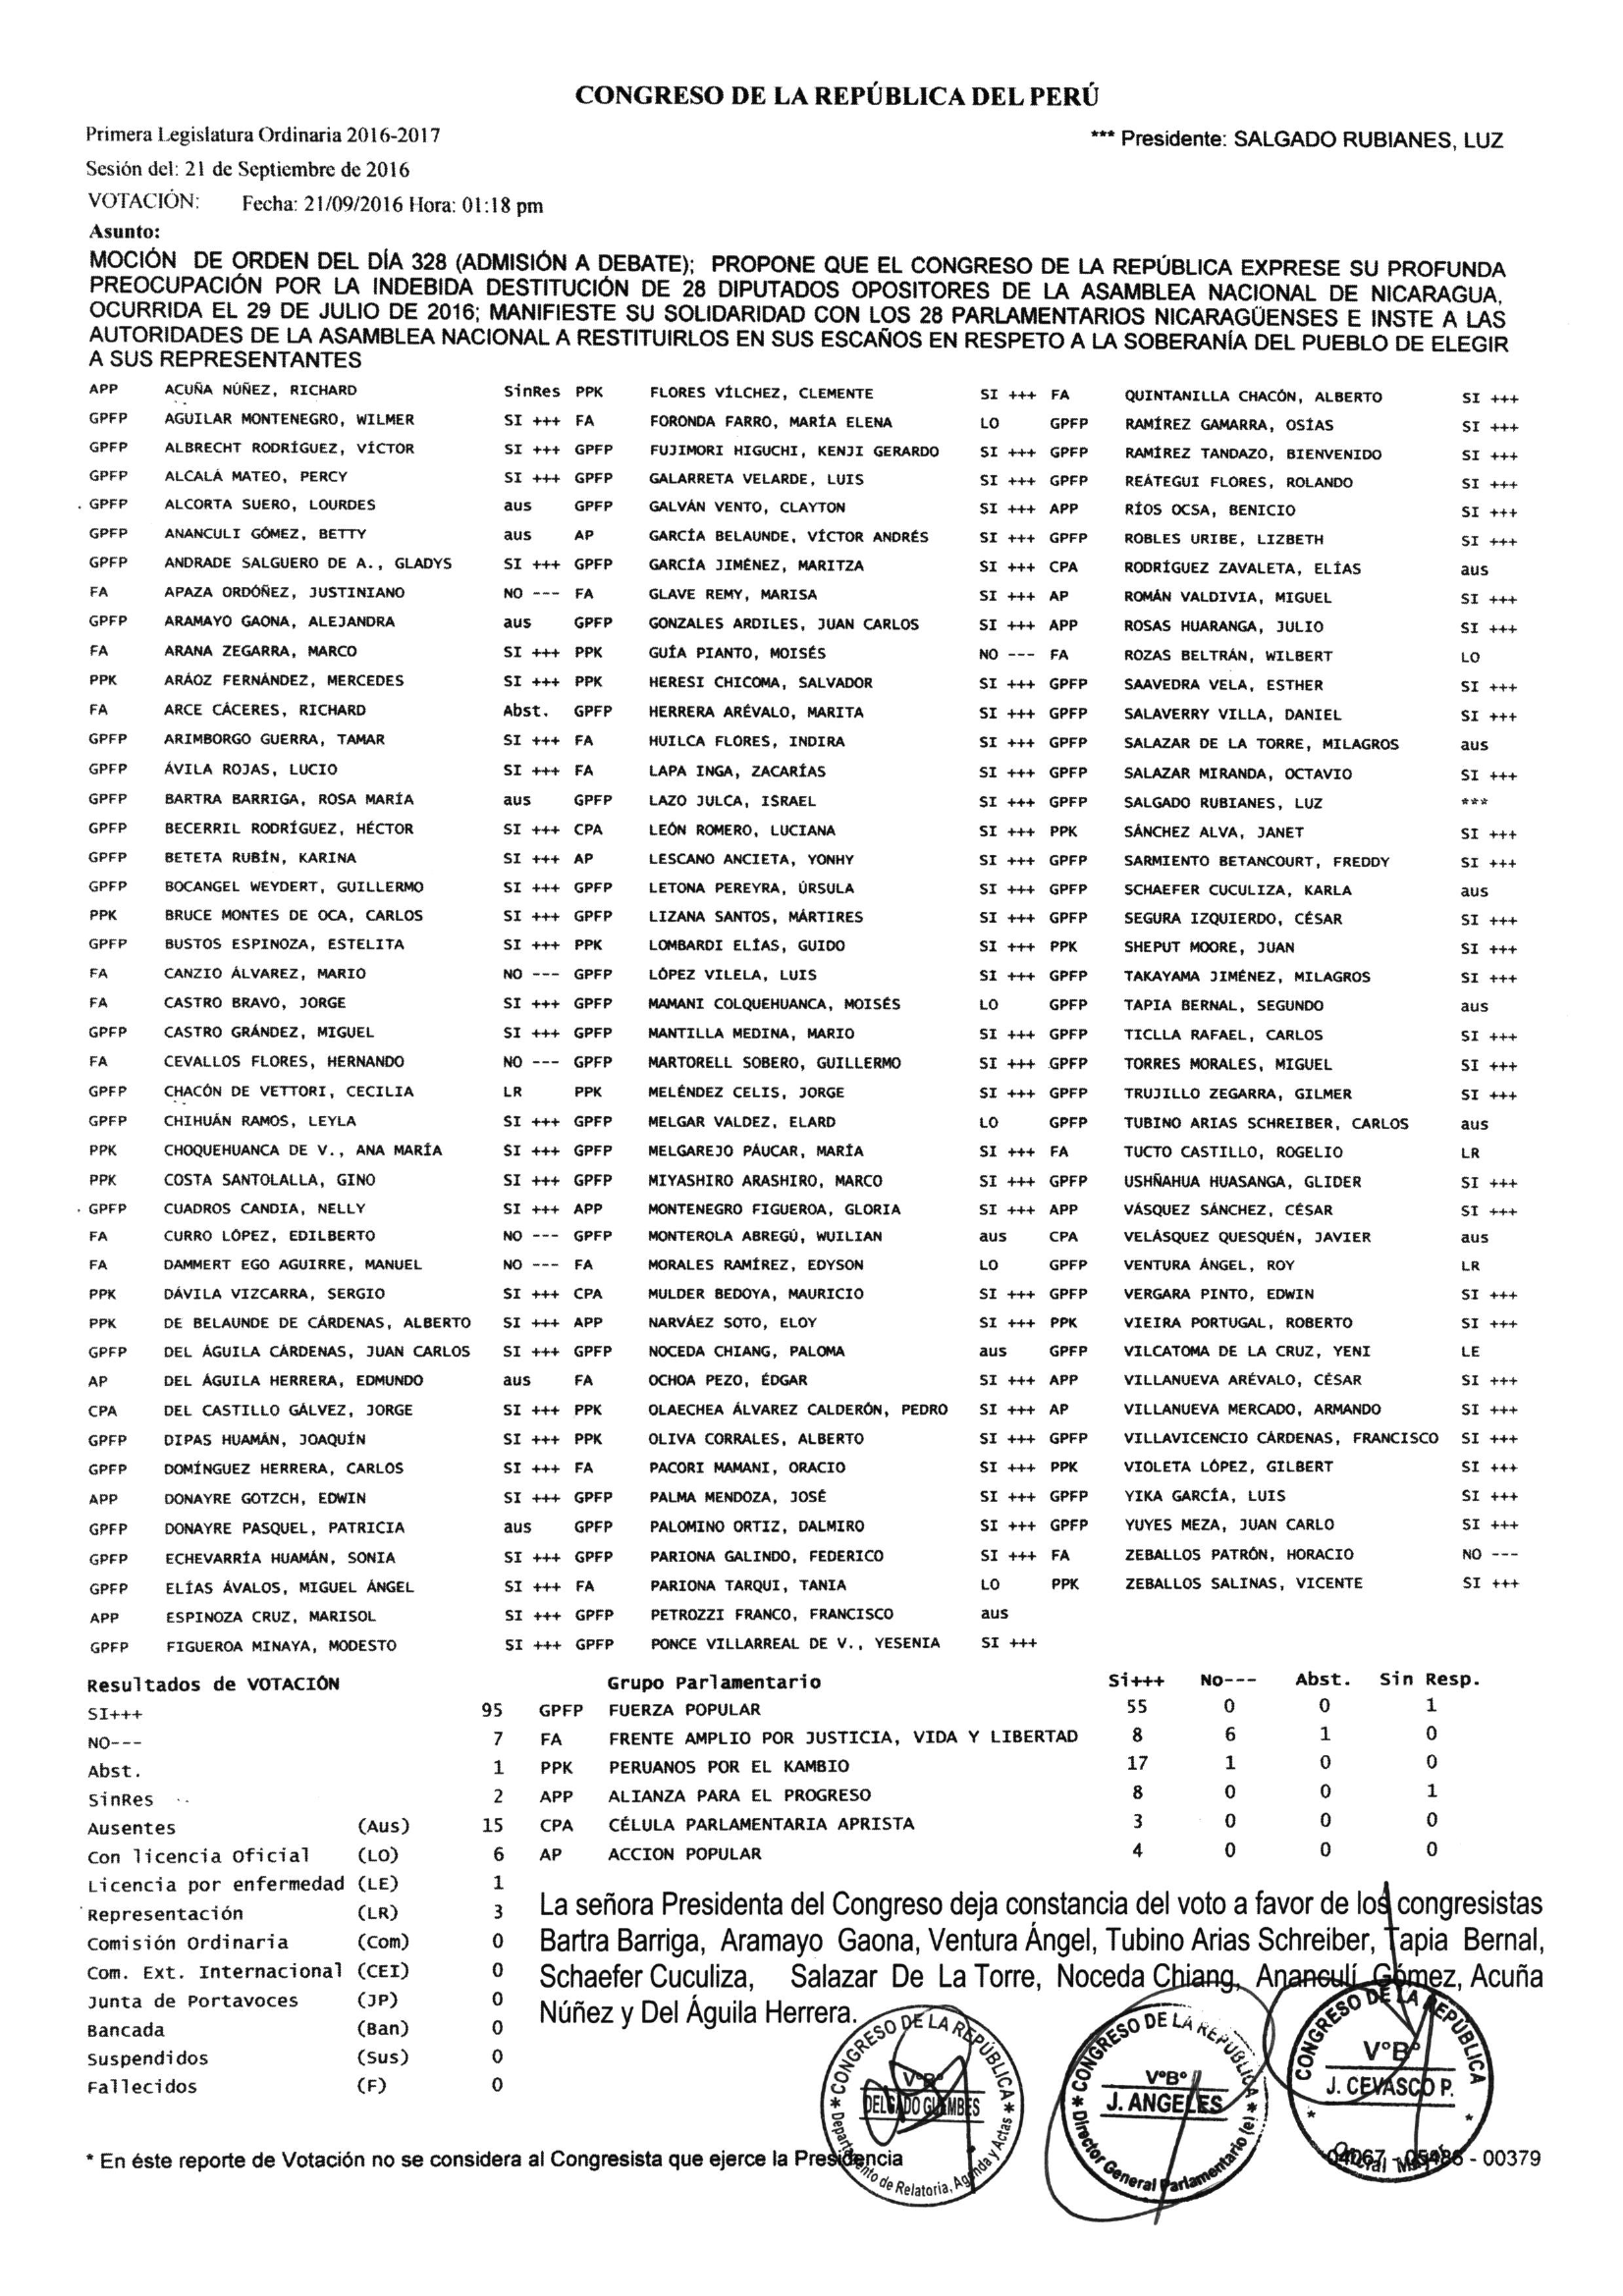 CONGRESO DE LA REPÚBLICA DEL PERÚ
Primera Legislatura Ordinaria 2016-2017 *** Presidente: SALGADO RUBIANES, LUZ
Sesión del: 21 de Septiembre de 2016
VOTACIÓN: Fecha: 21/09/2016 Hora: 01:18 pm
Asunto:
MOCIÓN DE ORDEN DEL DÍA 328 (ADMISIÓN A DEBATE); PROPONE QUE EL CONGRESO DE LA REPÚBLICA EXPRESE SU PROFUNDA
PREOCUPACIÓN POR LA INDEBIDA DESTITUCIÓN DE 28 DIPUTADOS OPOSITORES DE LA ASAMBLEA NACIONAL DE NICARAGUA,
OCURRIDA EL 29 DE JULIO DE 2016; MANIFIESTE SU SOLIDARIDAD CON LOS 28 PARLAMENTARIOS NICARAGÜENSES E INSTE A LAS
AUTORIDADES DE LA ASAMBLEA NACIONAL A RESTITUIRLOS EN SUS ESCAÑOS EN RESPETO A LA SOBERANÍA DEL PUEBLO DE ELEGIR
A SUS REPRESENTANTES
APP ACUÑA NÚÑEZ, RICHARD SinRes PPK FLORES VÍLCHEZ, CLEMENTE SI +++ FA QUINTANILLA CHACÓN, ALBERTO SI +++
GPFP AGUILAR MONTENEGRO, WILMER SI +++ FA FORONDA FARRO, MARÍA ELENA LO GPFP RAMÍREZ GAMARRA, OSÍAS SI +++
GPFP ALBRECHT RODRÍGUEZ, VÍCTOR SI +++ GPFP FUJIMORI HIGUCHI, KENJI GERARDO SI +++ GPFP RAMÍREZ TANDAZO, BIENVENIDO SI +++
GPFP ALCALÁ MATEO, PERCY SI +++ GPFP GALARRETA VELARDE, LUIS SI +++ GPFP REÁTEGUI FLORES, ROLANDO SI +++
GPFP ALCORTA SUERO, LOURDES aus GPFP GALVÁN VENTO, CLAYTON SI +++ APP RÍOS OCSA, BENICIO SI +++
GPFP ANANCULI GÓMEZ, BETTY aus AP GARCÍA BELAUNDE, VÍCTOR ANDRÉS SI +++ GPFP ROBLES URIBE, LIZBETH SI +++
GPFP ANDRADE SALGUERO DE A., GLADYS SI +++ GPFP GARCÍA JIMÉNEZ, MARITZA SI +++ CPA RODRÍGUEZ ZAVALETA, ELÍAS aus
FA APAZA ORDÓÑEZ, JUSTINIANO NO --- FA GLAVE REMY, MARISA SI +++ AP ROMÁN VALDIVIA, MIGUEL SI +++
GPFP ARAMAYO GAONA, ALEJANDRA aus GPFP GONZALES ARDILES, JUAN CARLOS SI +++ APP ROSAS HUARANGA, JULIO SI +++
FA ARANA ZEGARRA, MARCO SI +++ PPK GUÍA PIANTO, MOISÉS NO --- FA ROZAS BELTRÁN, WILBERT LO
PPK ARÁOZ FERNÁNDEZ, MERCEDES SI +++ PPK HERESI CHICOMA, SALVADOR SI +++ GPFP SAAVEDRA VELA, ESTHER SI +++
FA ARCE CÁCERES, RICHARD Abst. GPFP HERRERA ARÉVALO, MARITA SI +++ GPFP SALAVERRY VILLA, DANIEL SI +++
GPFP ARIMBORGO GUERRA, TAMAR SI +++ FA HUILCA FLORES, INDIRA SI +++ GPFP SALAZAR DE LA TORRE, MILAGROS aus
GPFP ÁVILA ROJAS, LUCIO SI +++ FA LAPA INGA, ZACARÍAS SI +++ GPFP SALAZAR MIRANDA, OCTAVIO SI +++
GPFP BARTRA BARRIGA, ROSA MARÍA aus GPFP LAZO JULCA, ISRAEL SI +++ GPFP SALGADO RUBIANES, LUZ ***
GPFP BECERRIL RODRÍGUEZ, HÉCTOR SI +++ CPA LEÓN ROMERO, LUCIANA SI +++ PPK SÁNCHEZ ALVA, JANET SI +++
GPFP BETETA RUBÍN, KARINA SI +++ AP LESCANO ANCIETA, YONHY SI +++ GPFP SARMIENTO BETANCOURT, FREDDY SI +++
GPFP BOCANGEL WEYDERT, GUILLERMO SI +++ GPFP LETONA PEREYRA, ÚRSULA SI +++ GPFP SCHAEFER CUCULIZA, KARLA aus
PPK BRUCE MONTES DE OCA, CARLOS SI +++ GPFP LIZANA SANTOS, MÁRTIRES SI +++ GPFP SEGURA IZQUIERDO, CÉSAR SI +++
GPFP BUSTOS ESPINOZA, ESTELITA SI +++ PPK LOMBARDI ELÍAS, GUIDO SI +++ PPK SHEPUT MOORE, JUAN SI +++
FA CANZIO ÁLVAREZ, MARIO NO --- GPFP LÓPEZ VILELA, LUIS SI +++ GPFP TAKAYAMA JIMÉNEZ, MILAGROS SI +++
FA CASTRO BRAVO, JORGE SI +++ GPFP MAMANI COLQUEHUANCA, MOISÉS LO GPFP TAPIA BERNAL, SEGUNDO aus
GPFP CASTRO GRÁNDEZ, MIGUEL SI +++ GPFP MANTILLA MEDINA, MARIO SI +++ GPFP TICLLA RAFAEL, CARLOS SI +++
FA CEVALLOS FLORES, HERNANDO NO --- GPFP MARTORELL SOBERO, GUILLERMO SI +++ GPFP TORRES MORALES, MIGUEL SI +++
GPFP CHACÓN DE VETTORI, CECILIA LR PPK MELÉNDEZ CELIS, JORGE SI +++ GPFP TRUJILLO ZEGARRA, GILMER SI +++
GPFP CHIHUÁN RAMOS, LEYLA SI +++ GPFP MELGAR VALDEZ, ELARD LO GPFP TUBINO ARIAS SCHREIBER, CARLOS aus
PPK CHOQUEHUANCA DE V., ANA MARÍA SI +++ GPFP MELGAREJO PÁUCAR, MARÍA SI +++ FA TUCTO CASTILLO, ROGELIO LR
PPK COSTA SANTOLALLA, GINO SI +++ GPFP MIYASHIRO ARASHIRO, MARCO SI +++ GPFP USHÑAHUA HUASANGA, GLIDER SI +++
GPFP CUADROS CANDIA, NELLY SI +++ APP MONTENEGRO FIGUEROA, GLORIA SI +++ APP VÁSQUEZ SÁNCHEZ, CÉSAR SI +++
FA CURRO LÓPEZ, EDILBERTO NO --- GPFP MONTEROLA ABREGÚ, WUILIAN aus CPA VELÁSQUEZ QUESQUÉN, JAVIER aus
FA DAMMERT EGO AGUIRRE, MANUEL NO --- FA MORALES RAMÍREZ, EDYSON LO GPFP VENTURA ÁNGEL, ROY LR
PPK DÁVILA VIZCARRA, SERGIO SI +++ CPA MULDER BEDOYA, MAURICIO SI +++ GPFP VERGARA PINTO, EDWIN SI +++
PPK DE BELAUNDE DE CÁRDENAS, ALBERTO SI +++ APP NARVÁEZ SOTO, ELOY SI +++ PPK VIEIRA PORTUGAL, ROBERTO SI +++
GPFP DEL ÁGUILA CÁRDENAS, JUAN CARLOS SI +++ GPFP NOCEDA CHIANG, PALOMA aus GPFP VILCATOMA DE LA CRUZ, YENI LE
AP DEL ÁGUILA HERRERA, EDMUNDO aus FA OCHOA PEZO, ÉDGAR SI +++ APP VILLANUEVA ARÉVALO, CÉSAR SI +++
CPA DEL CASTILLO GÁLVEZ, JORGE SI +++ PPK OLAECHEA ÁLVAREZ CALDERÓN, PEDRO SI +++ AP VILLANUEVA MERCADO, ARMANDO SI +++
GPFP DIPAS HUAMÁN, JOAQUÍN SI +++ PPK OLIVA CORRALES, ALBERTO SI +++ GPFP VILLAVICENCIO CÁRDENAS, FRANCISCO SI +++
GPFP DOMÍNGUEZ HERRERA, CARLOS SI +++ FA PACORI MAMANI, ORACIO SI +++ PPK VIOLETA LÓPEZ, GILBERT SI +++
APP DONAYRE GOTZCH, EDWIN SI +++ GPFP PALMA MENDOZA, JOSÉ SI +++ GPFP YIKA GARCÍA, LUIS SI +++
GPFP DONAYRE PASQUEL, PATRICIA aus GPFP PALOMINO ORTIZ, DALMIRO SI +++ GPFP YUYES MEZA, JUAN CARLO SI +++
GPFP ECHEVARRÍA HUAMÁN, SONIA SI +++ GPFP PARIONA GALINDO, FEDERICO SI +++ FA ZEBALLOS PATRÓN, HORACIO NO ---
GPFP ELÍAS ÁVALOS, MIGUEL ÁNGEL SI +++ FA PARIONA TARQUI, TANIA LO PPK ZEBALLOS SALINAS, VICENTE SI +++
APP ESPINOZA CRUZ, MARISOL SI +++ GPFP PETROZZI FRANCO, FRANCISCO aus
GPFP FIGUEROA MINAYA, MODESTO SI +++ GPFP PONCE VILLARREAL DE V., YESENIA SI +++
Resultados de VOTACIÓN Grupo Parlamentario Si+++ No--- Abst. Sin Resp.
SI+++ 95 GPFP FUERZA POPULAR 55 0 0 1
NO--- 7 FA FRENTE AMPLIO POR JUSTICIA, VIDA Y LIBERTAD 8 6 1 0
Abst. 1 PPK PERUANOS POR EL KAMBIO 17 1 0 0
SinRes 2 APP ALIANZA PARA EL PROGRESO 8 0 0 1
Ausentes (Aus) 15 CPA CÉLULA PARLAMENTARIA APRISTA 3 0 0 0
Con licencia Oficial (LO) 6 AP ACCION POPULAR 4 0 0 0
Licencia por enfermedad (LE) 1
Representación (LR) 3
Comisión Ordinaria (Com) 0
Com. Ext. Internacional (CEI) 0
Junta de Portavoces (JP) 0
Bancada (Ban) 0
Suspendidos (Sus) 0
Fallecidos (F) 0
La señora Presidenta del Congreso deja constancia del voto a favor de los congresistas
Bartra Barriga, Aramayo Gaona, Ventura Ángel, Tubino Arias Schreiber, Tapia Bernal,
Schaefer Cuculiza, Salazar De La Torre, Noceda Chiang, Ananculí Gómez, Acuña
Núñez y Del Águila Herrera.
CONGRESO DE LA REPÚBLICA
V°B°
DELGADO GUEMBES
Departamento de Relatoría, Agenda y Actas
CONGRESO DE LA REPÚBLICA
V°B°
J. ANGELES
Director General Parlamentario (e)
CONGRESO DE LA REPÚBLICA
V°B°
J. CEVASCO P.
Oficial Mayor
* En éste reporte de Votación no se considera al Congresista que ejerce la Presidencia
- 00379